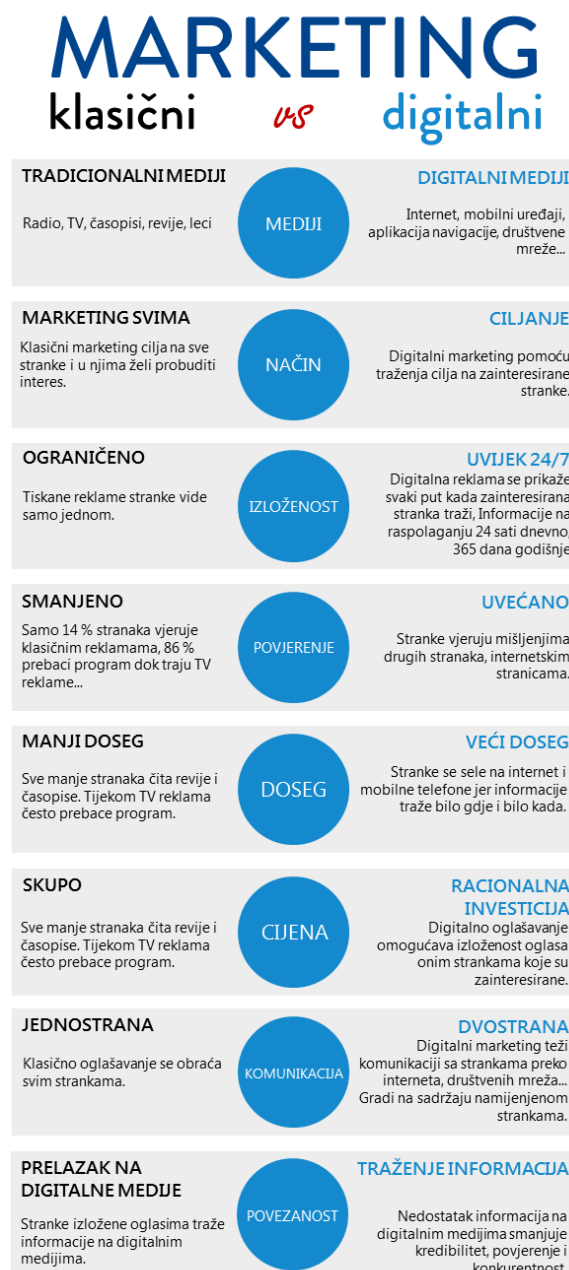 MARKETING
klasični vs digitalni
TRADICIONALNI MEDIJI
Radio, TV, časopisi, revije, leci
MEDIJI
DIGITALNI MEDIJI
Internet, mobilni uređaji,
aplikacija navigacije, društvene
mreže...
MARKETING SVIMA
Klasični marketing cilja na sve
stranke i u njima želi probuditi
interes.
NAČIN
CILJANJE
Digitalni marketing pomoću
traženja cilja na zainteresirane
stranke.
OGRANIČENO
Tiskane reklame stranke vide
samo jednom.
IZLOŽENOST
UVIJEK 24/7
Digitalna reklama se prikaže
svaki put kada zainteresirana
stranka traži, Informacije na
raspolaganju 24 sati dnevno,
365 dana godišnje
SMANJENO
Samo 14 % stranaka vjeruje
klasičnim reklamama, 86 %
prebaci program dok traju TV
reklame...
POVJERENJE
UVEĆANO
Stranke vjeruju mišljenjima
drugih stranaka, internetskim
stranicama.
MANJI DOSEG
Sve manje stranaka čita revije i
časopise. Tijekom TV reklama
često prebace program.
DOSEG
VEĆI DOSEG
Stranke se sele na internet i
mobilne telefone jer informacije
traže bilo gdje i bilo kada.
SKUPO
Sve manje stranaka čita revije i
časopise. Tijekom TV reklama
često prebace program.
CIJENA
RACIONALNA
INVESTICIJA
Digitalno oglašavanje
omogućava izloženost oglasa
onim strankama koje su
zainteresirane.
JEDNOSTRANA
Klasično oglašavanje se obraća
svim strankama.
KOMUNIKACIJA
DVOSTRANA
Digitalni marketing teži
komunikaciji sa strankama preko
interneta, društvenih mreža...
Gradi na sadržaju namijenjenom
strankama.
PRELAZAK NA
DIGITALNE MEDIJE
Stranke izložene oglasima traže
informacije na digitalnim
medijima.
POVEZANOST
TRAŽENJE INFORMACIJA
Nedostatak informacija na
digitalnim medijima smanjuje
kredibilitet, povjerenje i
konkurentnost.